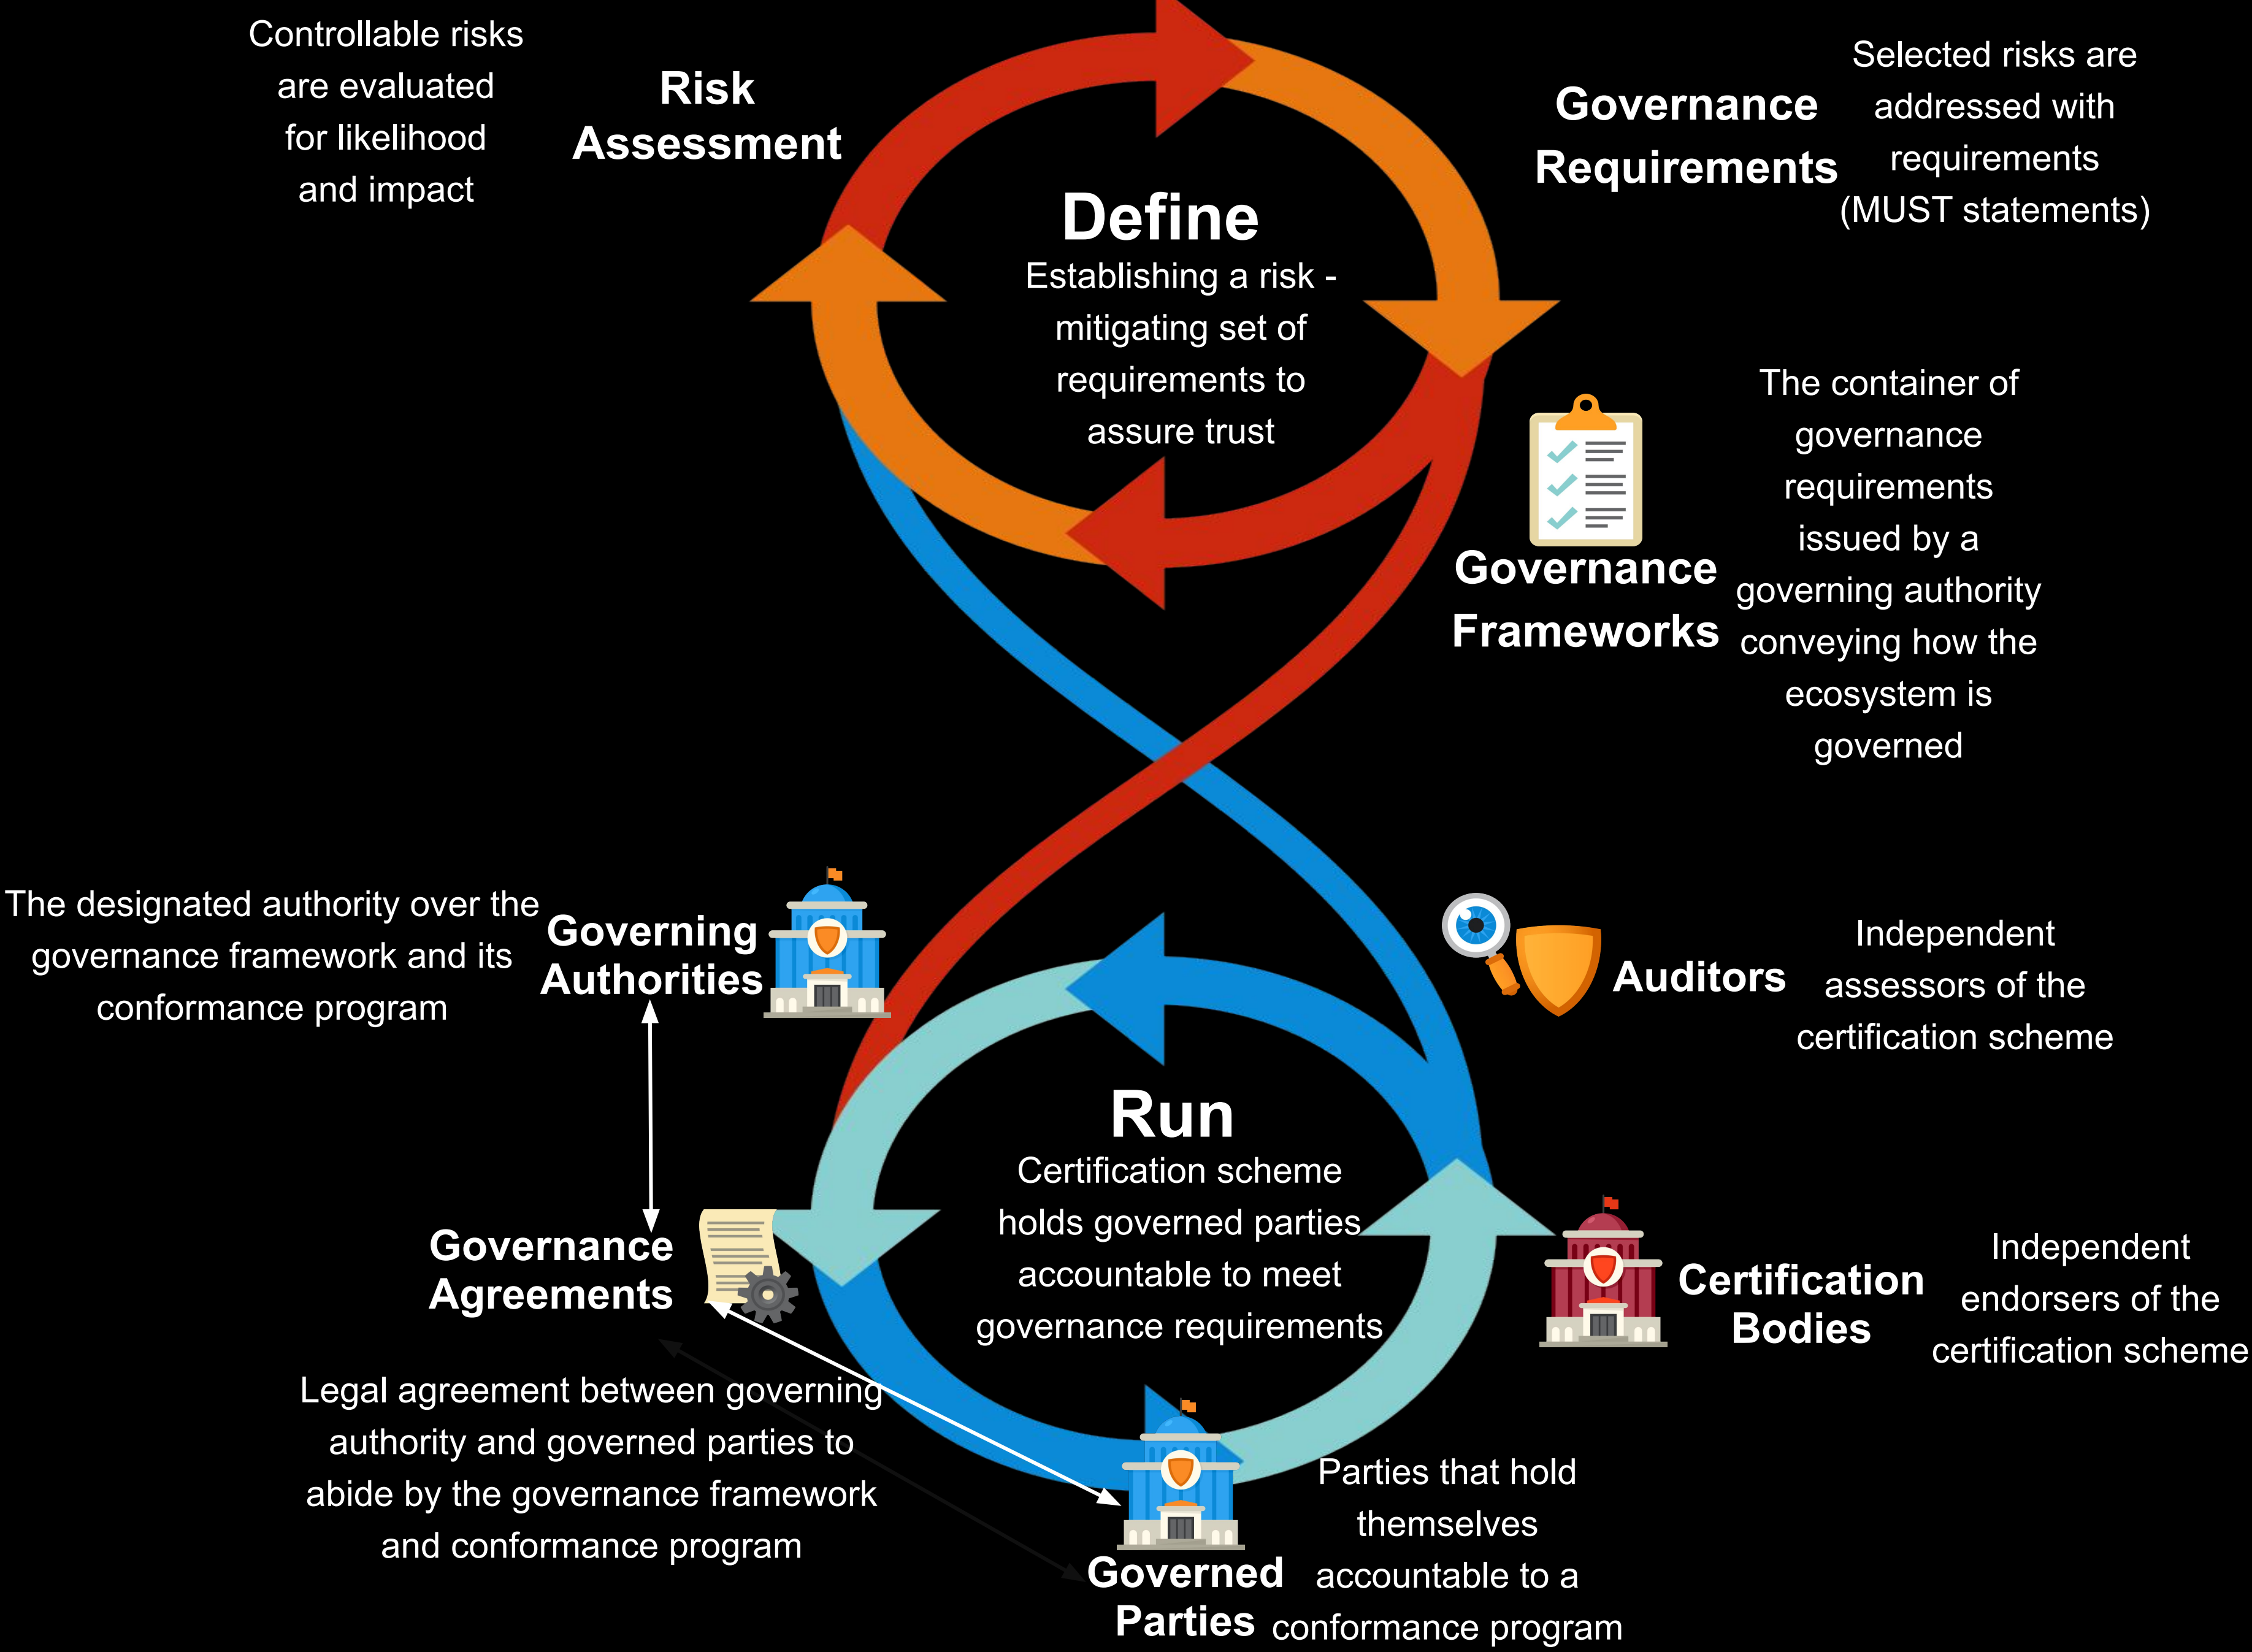 Controllable risks
are evaluated
for likelihood
and impact
Risk
Assessment
Governance
Requirements
Selected risks are
addressed with
requirements
(MUST statements)
Define
Establishing a risk -
mitigating set of
requirements to
assure trust
Governance
Frameworks
The container of
governance
requirements
issued by a
governing authority
conveying how the
ecosystem is
governed
The designated authority over the
governance framework and its
conformance program
Governing
Authorities
Auditors
Independent
assessors of the
certification scheme
Run
Certification scheme
holds governed parties
accountable to meet
governance requirements
Governance
Agreements
Legal agreement between governing
authority and governed parties to
abide by the governance framework
and conformance program
Certification
Bodies
Independent
endorsers of the
certification scheme
Governed
Parties
Parties that hold
themselves
accountable to a
conformance program